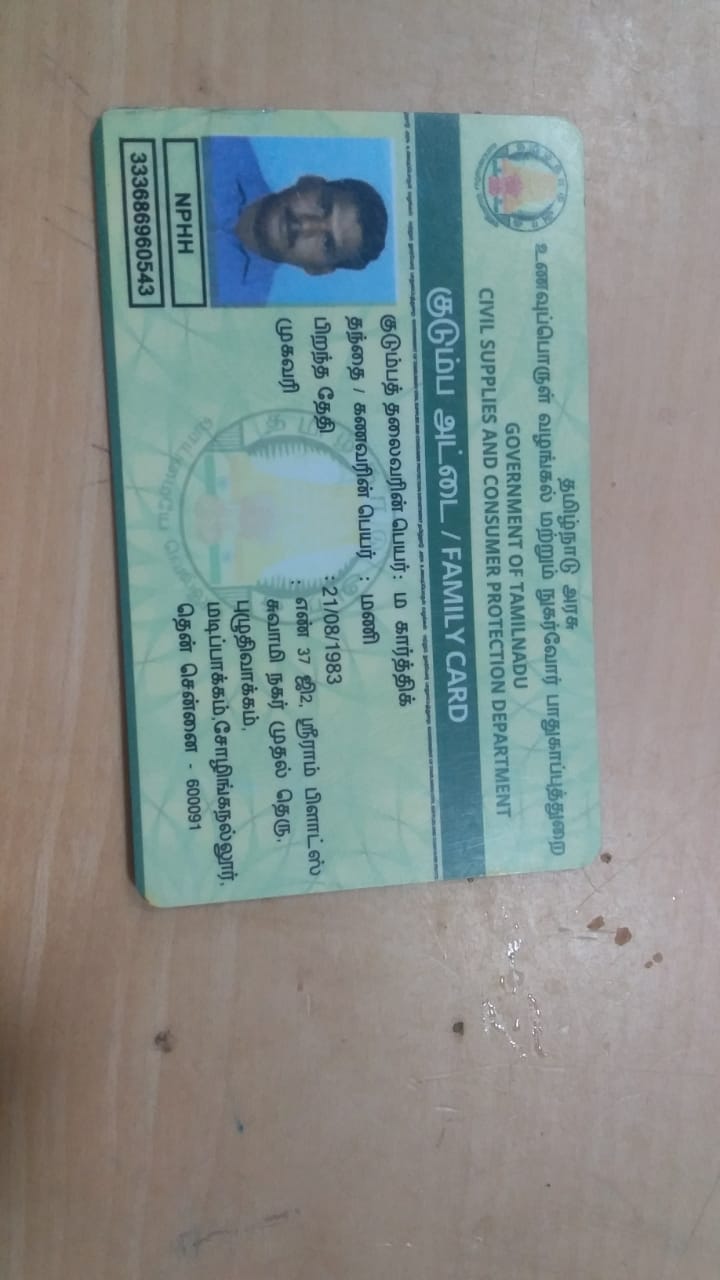 தமிழ்நாடு அரசு
உணவுப்பொருள் வழங்கல் மற்றும் நுகர்வோர் பாதுகாப்புத்துறை
GOVERNMENT OF TAMILNADU
CIVIL SUPPLIES AND CONSUMER PROTECTION DEPARTMENT
குடும்ப அட்டை / FAMILY CARD
குடும்பத் தலைவரின் பெயர் : ம கார்த்திக்
தந்தை / கணவரின் பெயர் : மணி
பிறந்த தேதி : 21/08/1983
முகவரி : எண் 37 ஜி2, ஸ்ரீராம் பிளாட்ஸ்
சுவாமி நகர் முதல் தெரு,
புழுதிவாக்கம்,
மடிப்பாக்கம்,சோழிங்கநல்லூர்,
தென் சென்னை - 600091
NPHH
333686960543